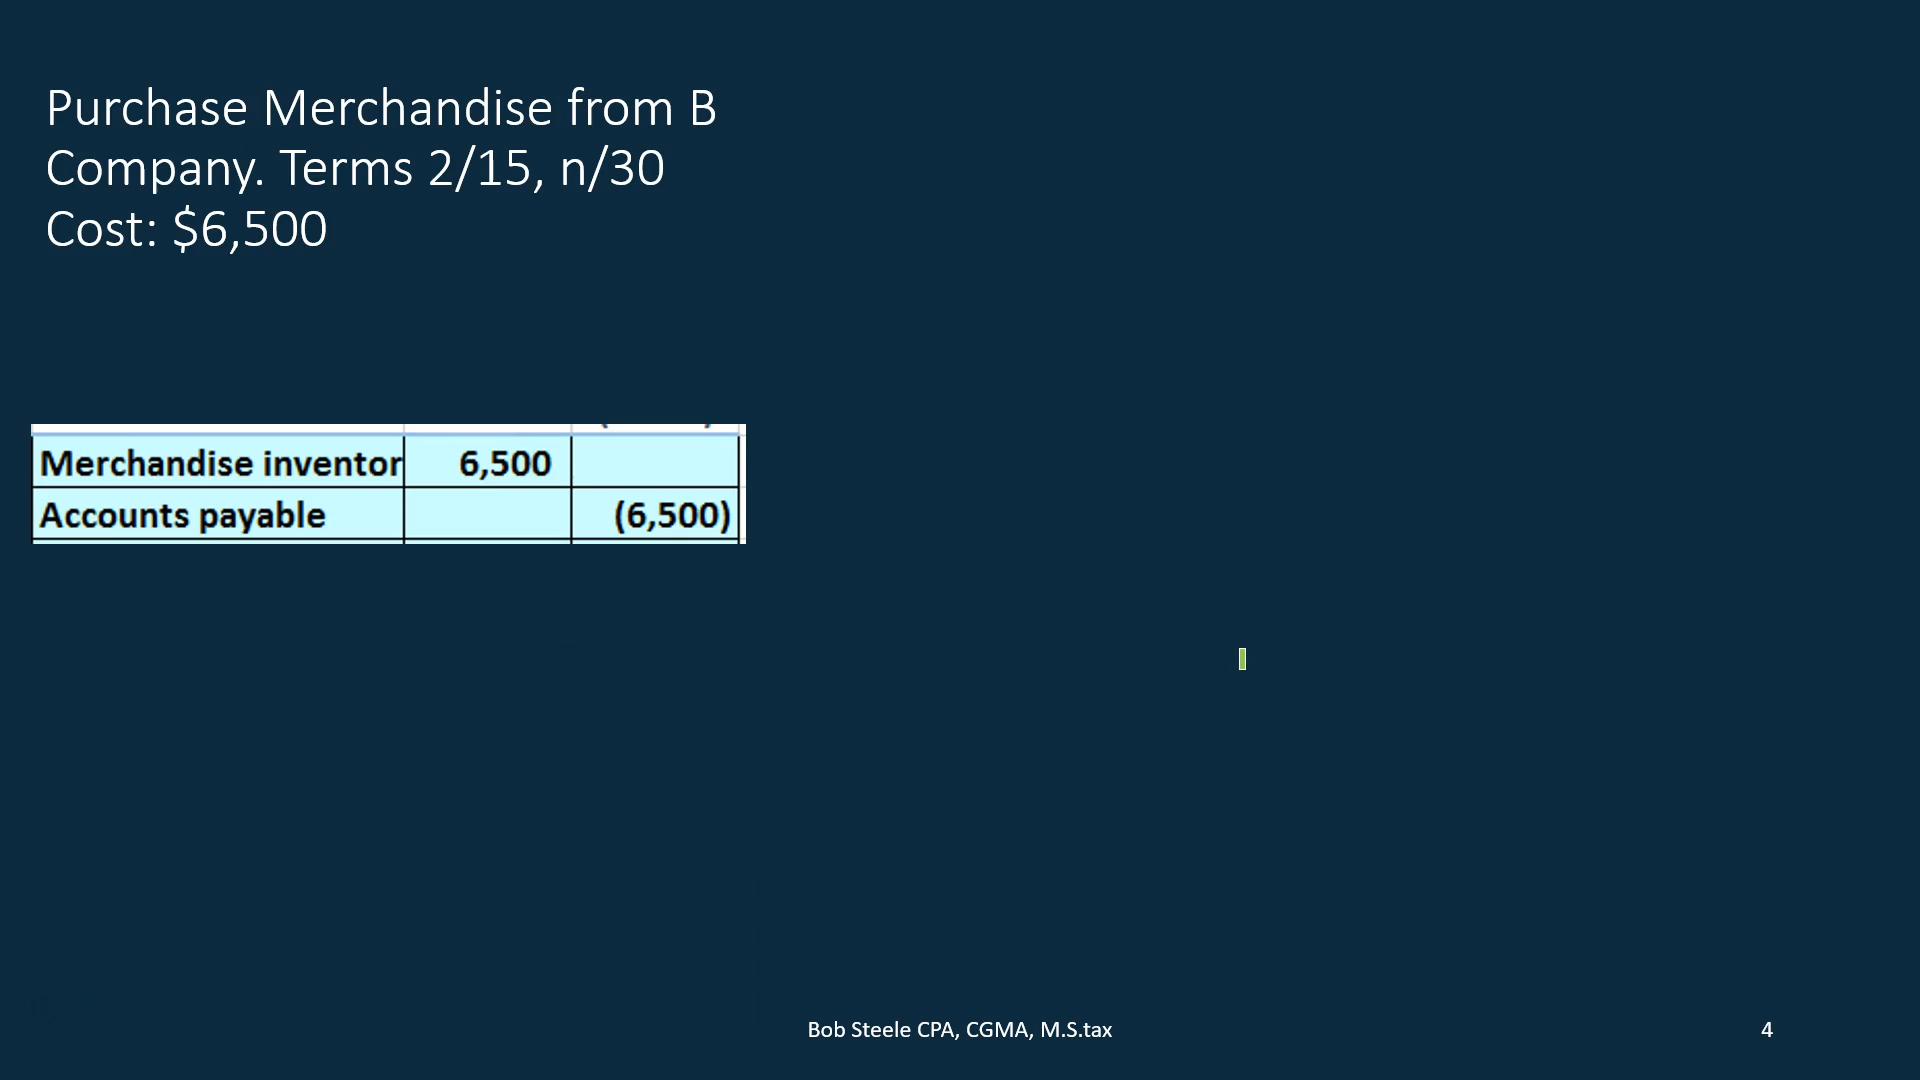 Purchase Merchandise from B
Company. Terms 2/15, n/30
Cost: $6,500
Merchandise inventor 6,500
Accounts payable (6,500)
Bob Steele CPA, CGMA, M.S.tax 4